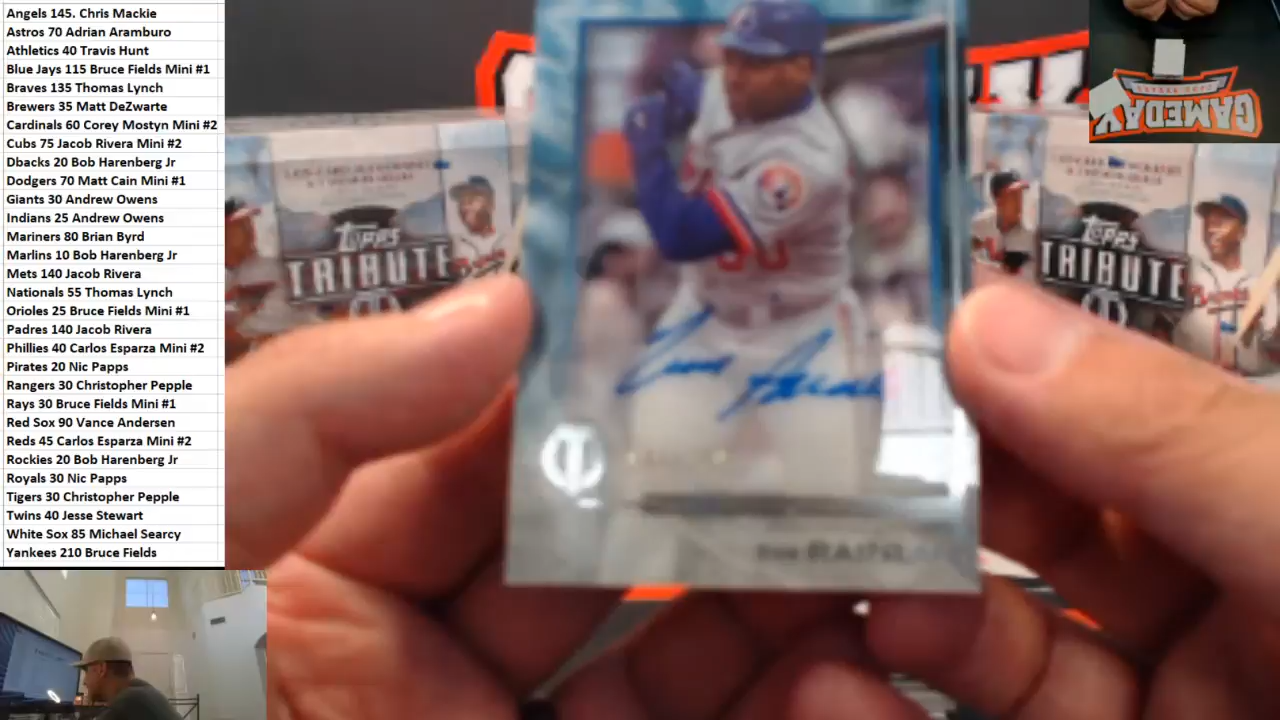 Angels 145. Chris Mackie
Astros 70 Adrian Aramburo
Athletics 40 Travis Hunt
Blue Jays 115 Bruce Fields Mini #1
Braves 135 Thomas Lynch
Brewers 35 Matt DeZwarte
Cardinals 60 Corey Mostyn Mini #2
Cubs 75 Jacob Rivera Mini #2
Dbacks 20 Bob Harenberg Jr
Dodgers 70 Matt Cain Mini #1
Giants 30 Andrew Owens
Indians 25 Andrew Owens
Mariners 80 Brian Byrd
Marlins 10 Bob Harenberg Jr
Mets 140 Jacob Rivera
Nationals 55 Thomas Lynch
Orioles 25 Bruce Fields Mini #1
Padres 140 Jacob Rivera
Phillies 40 Carlos Esparza Mini #2
Pirates 20 Nic Papps
Rangers 30 Christopher Pepple
Rays 30 Bruce Fields Mini #1
Red Sox 90 Vance Andersen
Reds 45 Carlos Esparza Mini #2
Rockies 20 Bob Harenberg Jr
Royals 30 Nic Papps
Tigers 30 Christopher Pepple
Twins 40 Jesse Stewart
White Sox 85 Michael Searcy
Yankees 210 Bruce Fields
Topps
TRIBUTE
Topps
TRIBUTE
Braves
GAMEDAY